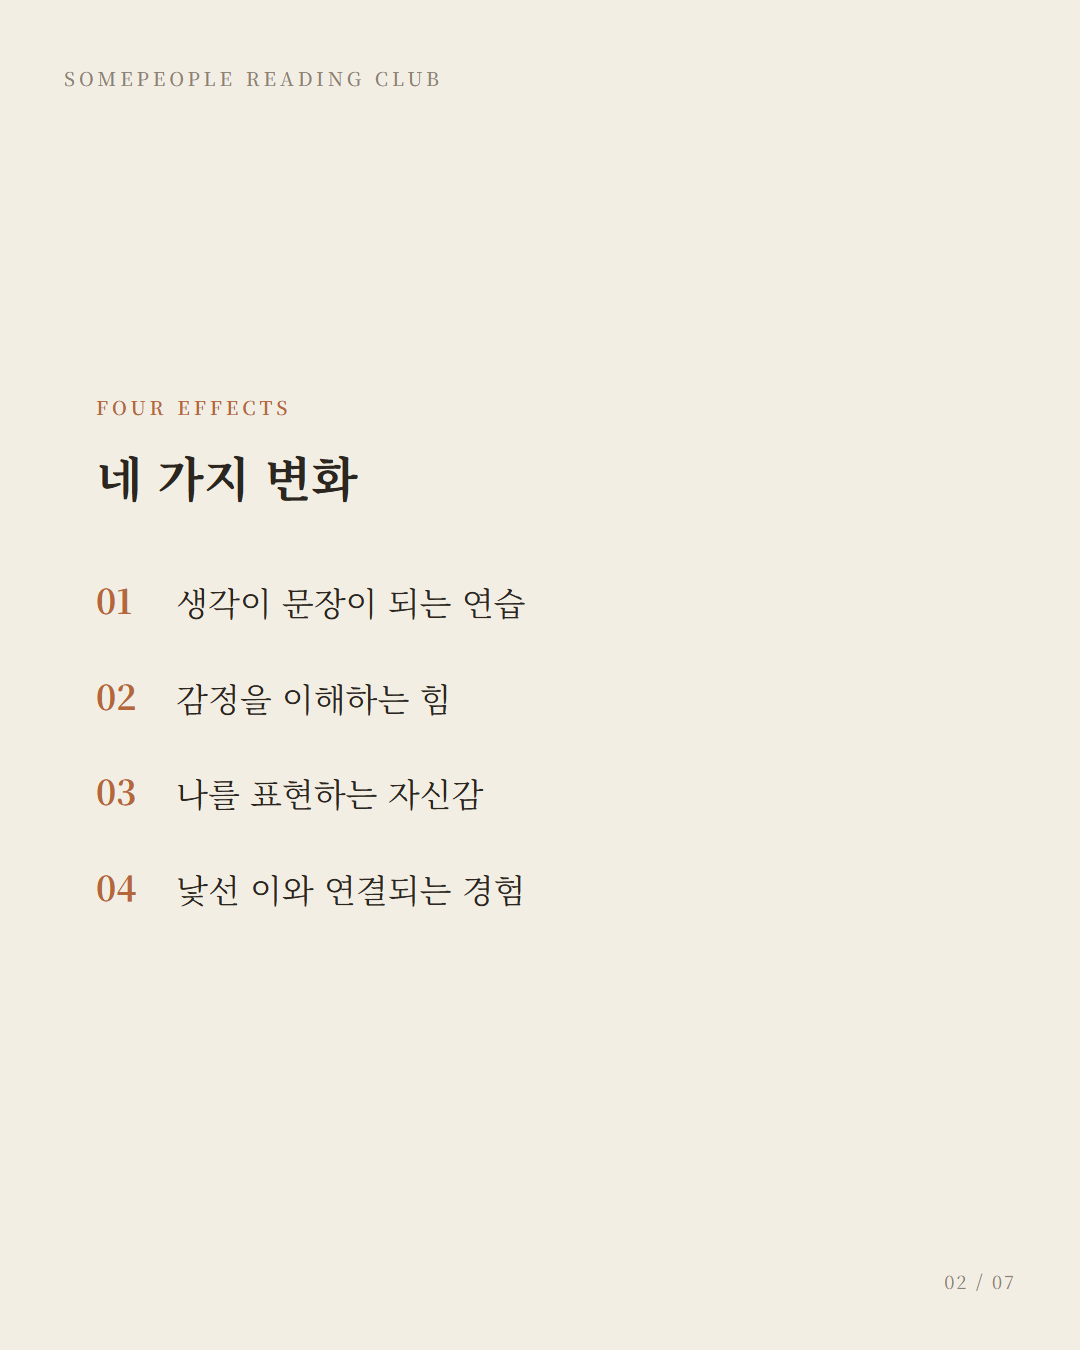 SOMEPEOPLE READING CLUB
FOUR EFFECTS
네 가지 변화
01 생각이 문장이 되는 연습
02 감정을 이해하는 힘
03 나를 표현하는 자신감
04 낯선 이와 연결되는 경험
02 / 07